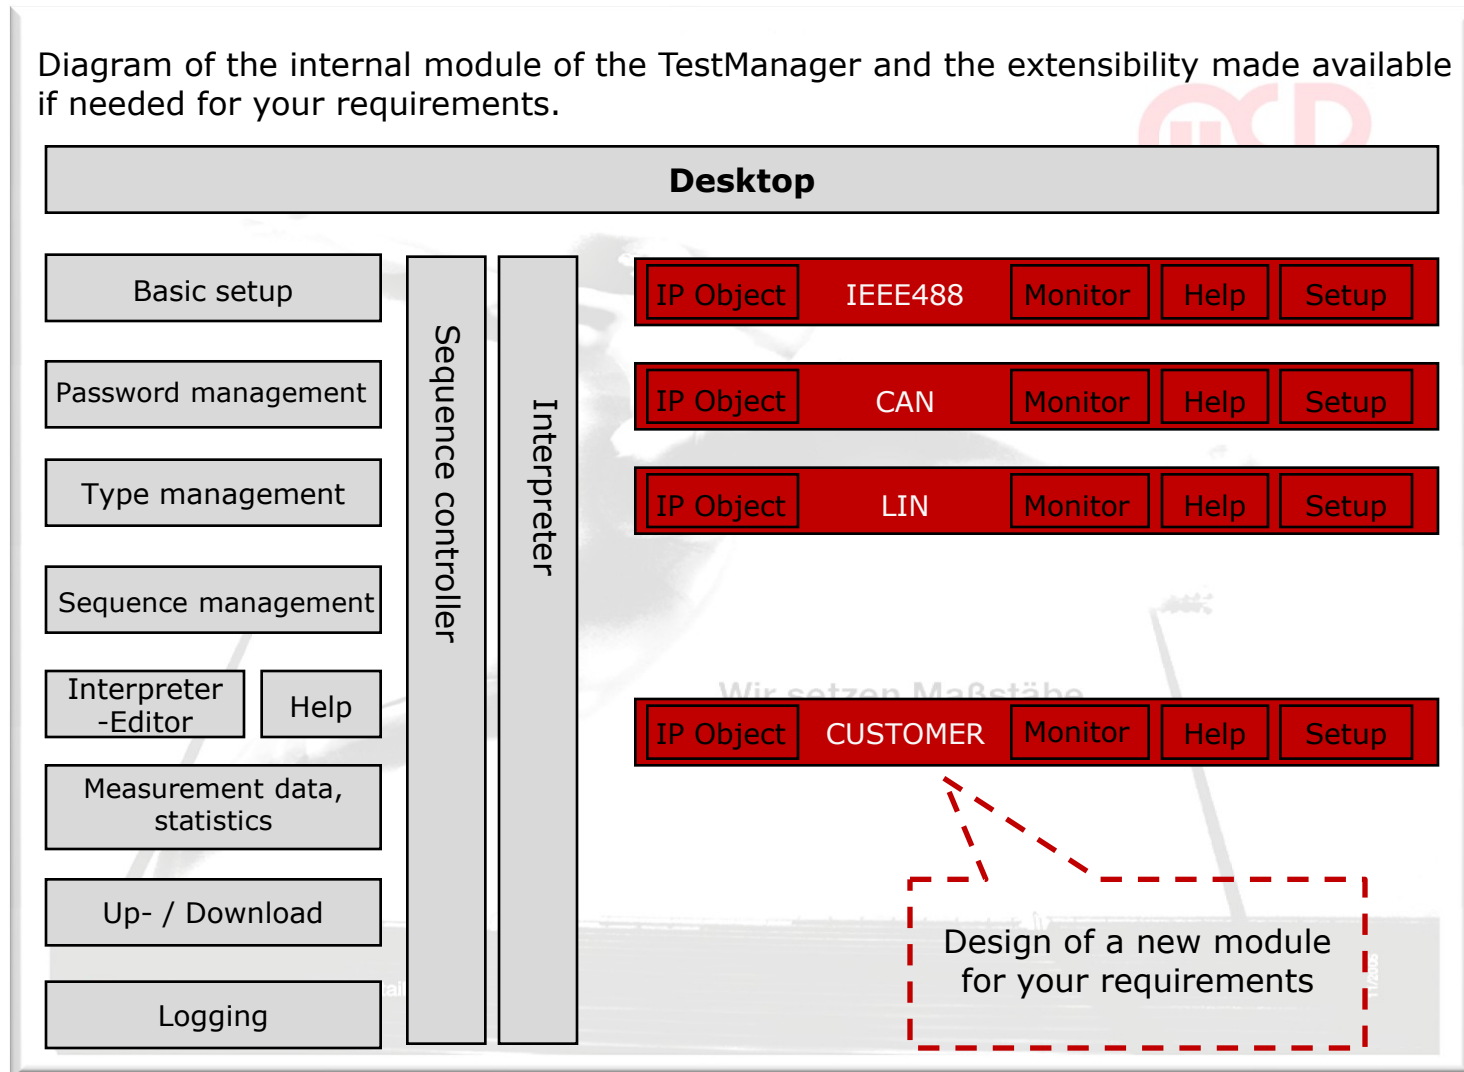 Diagram of the internal module of the TestManager and the extensibility made available
if needed for your requirements.
MCD
Desktop
Basic setup
Password management
Type management
Sequence management
Interpreter
-Editor
Help
Measurement data,
statistics
Up- / Download
Logging
Sequence controller
Interpreter
IP Object IEEE488 Monitor Help Setup
IP Object CAN Monitor Help Setup
IP Object LIN Monitor Help Setup
Wir setzen Maßstäbe
IP Object CUSTOMER Monitor Help Setup
Design of a new module
for your requirements
11/2006